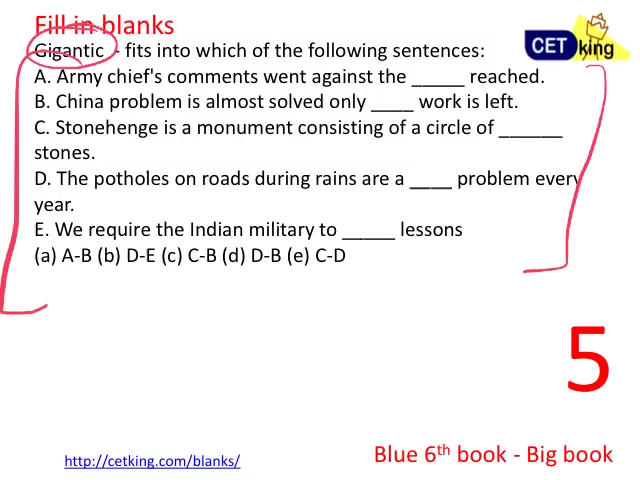 Fill in blanks
Gigantic - fits into which of the following sentences:
CET king
A. Army chief's comments went against the _____ reached.
B. China problem is almost solved only ____ work is left.
C. Stonehenge is a monument consisting of a circle of ______
stones.
D. The potholes on roads during rains are a ____ problem every
year.
E. We require the Indian military to _____ lessons
(a) A-B (b) D-E (c) C-B (d) D-B (e) C-D
5
http://cetking.com/blanks/
Blue 6th book - Big book